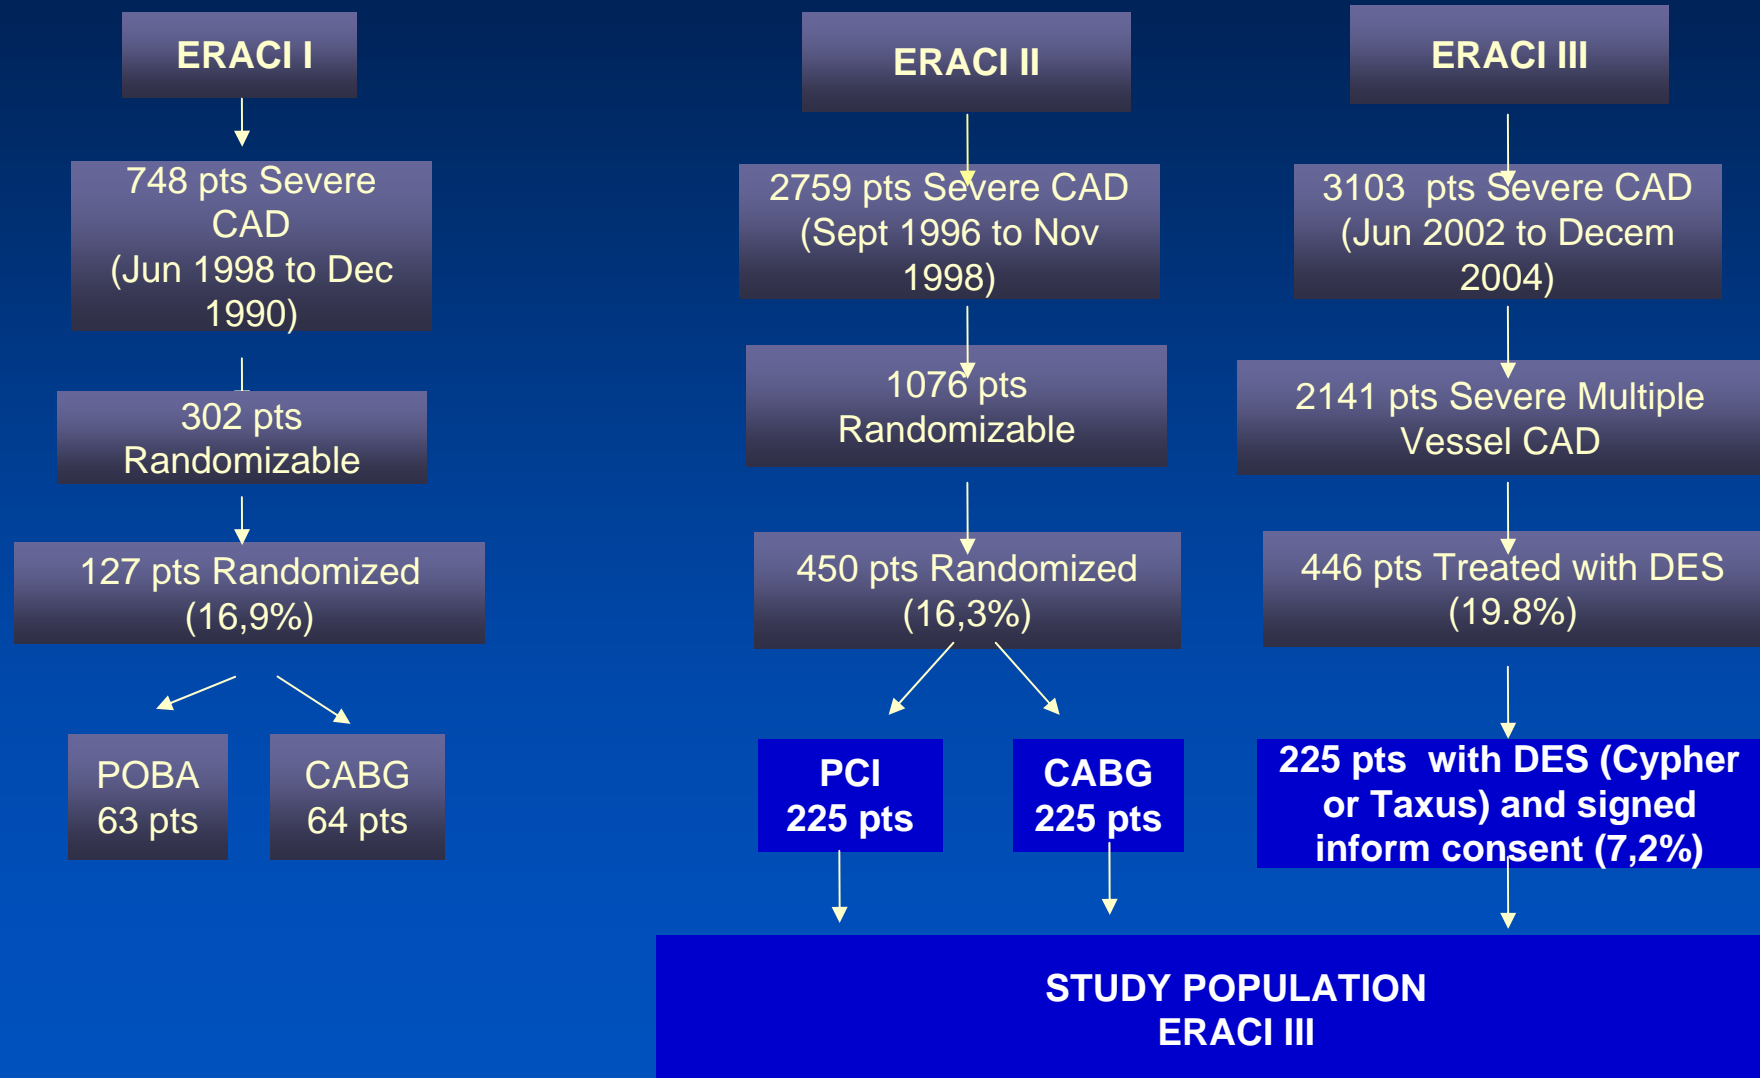 ERACI I
748 pts Severe
CAD
(Jun 1998 to Dec
1990)
302 pts
Randomizable
127 pts Randomized
(16,9%)
POBA
63 pts
CABG
64 pts
ERACI II
2759 pts Severe CAD
(Sept 1996 to Nov
1998)
1076 pts
Randomizable
450 pts Randomized
(16,3%)
PCI
225 pts
CABG
225 pts
ERACI III
3103 pts Severe CAD
(Jun 2002 to Decem
2004)
2141 pts Severe Multiple
Vessel CAD
446 pts Treated with DES
(19.8%)
225 pts with DES (Cypher
or Taxus) and signed
inform consent (7,2%)
STUDY POPULATION
ERACI III